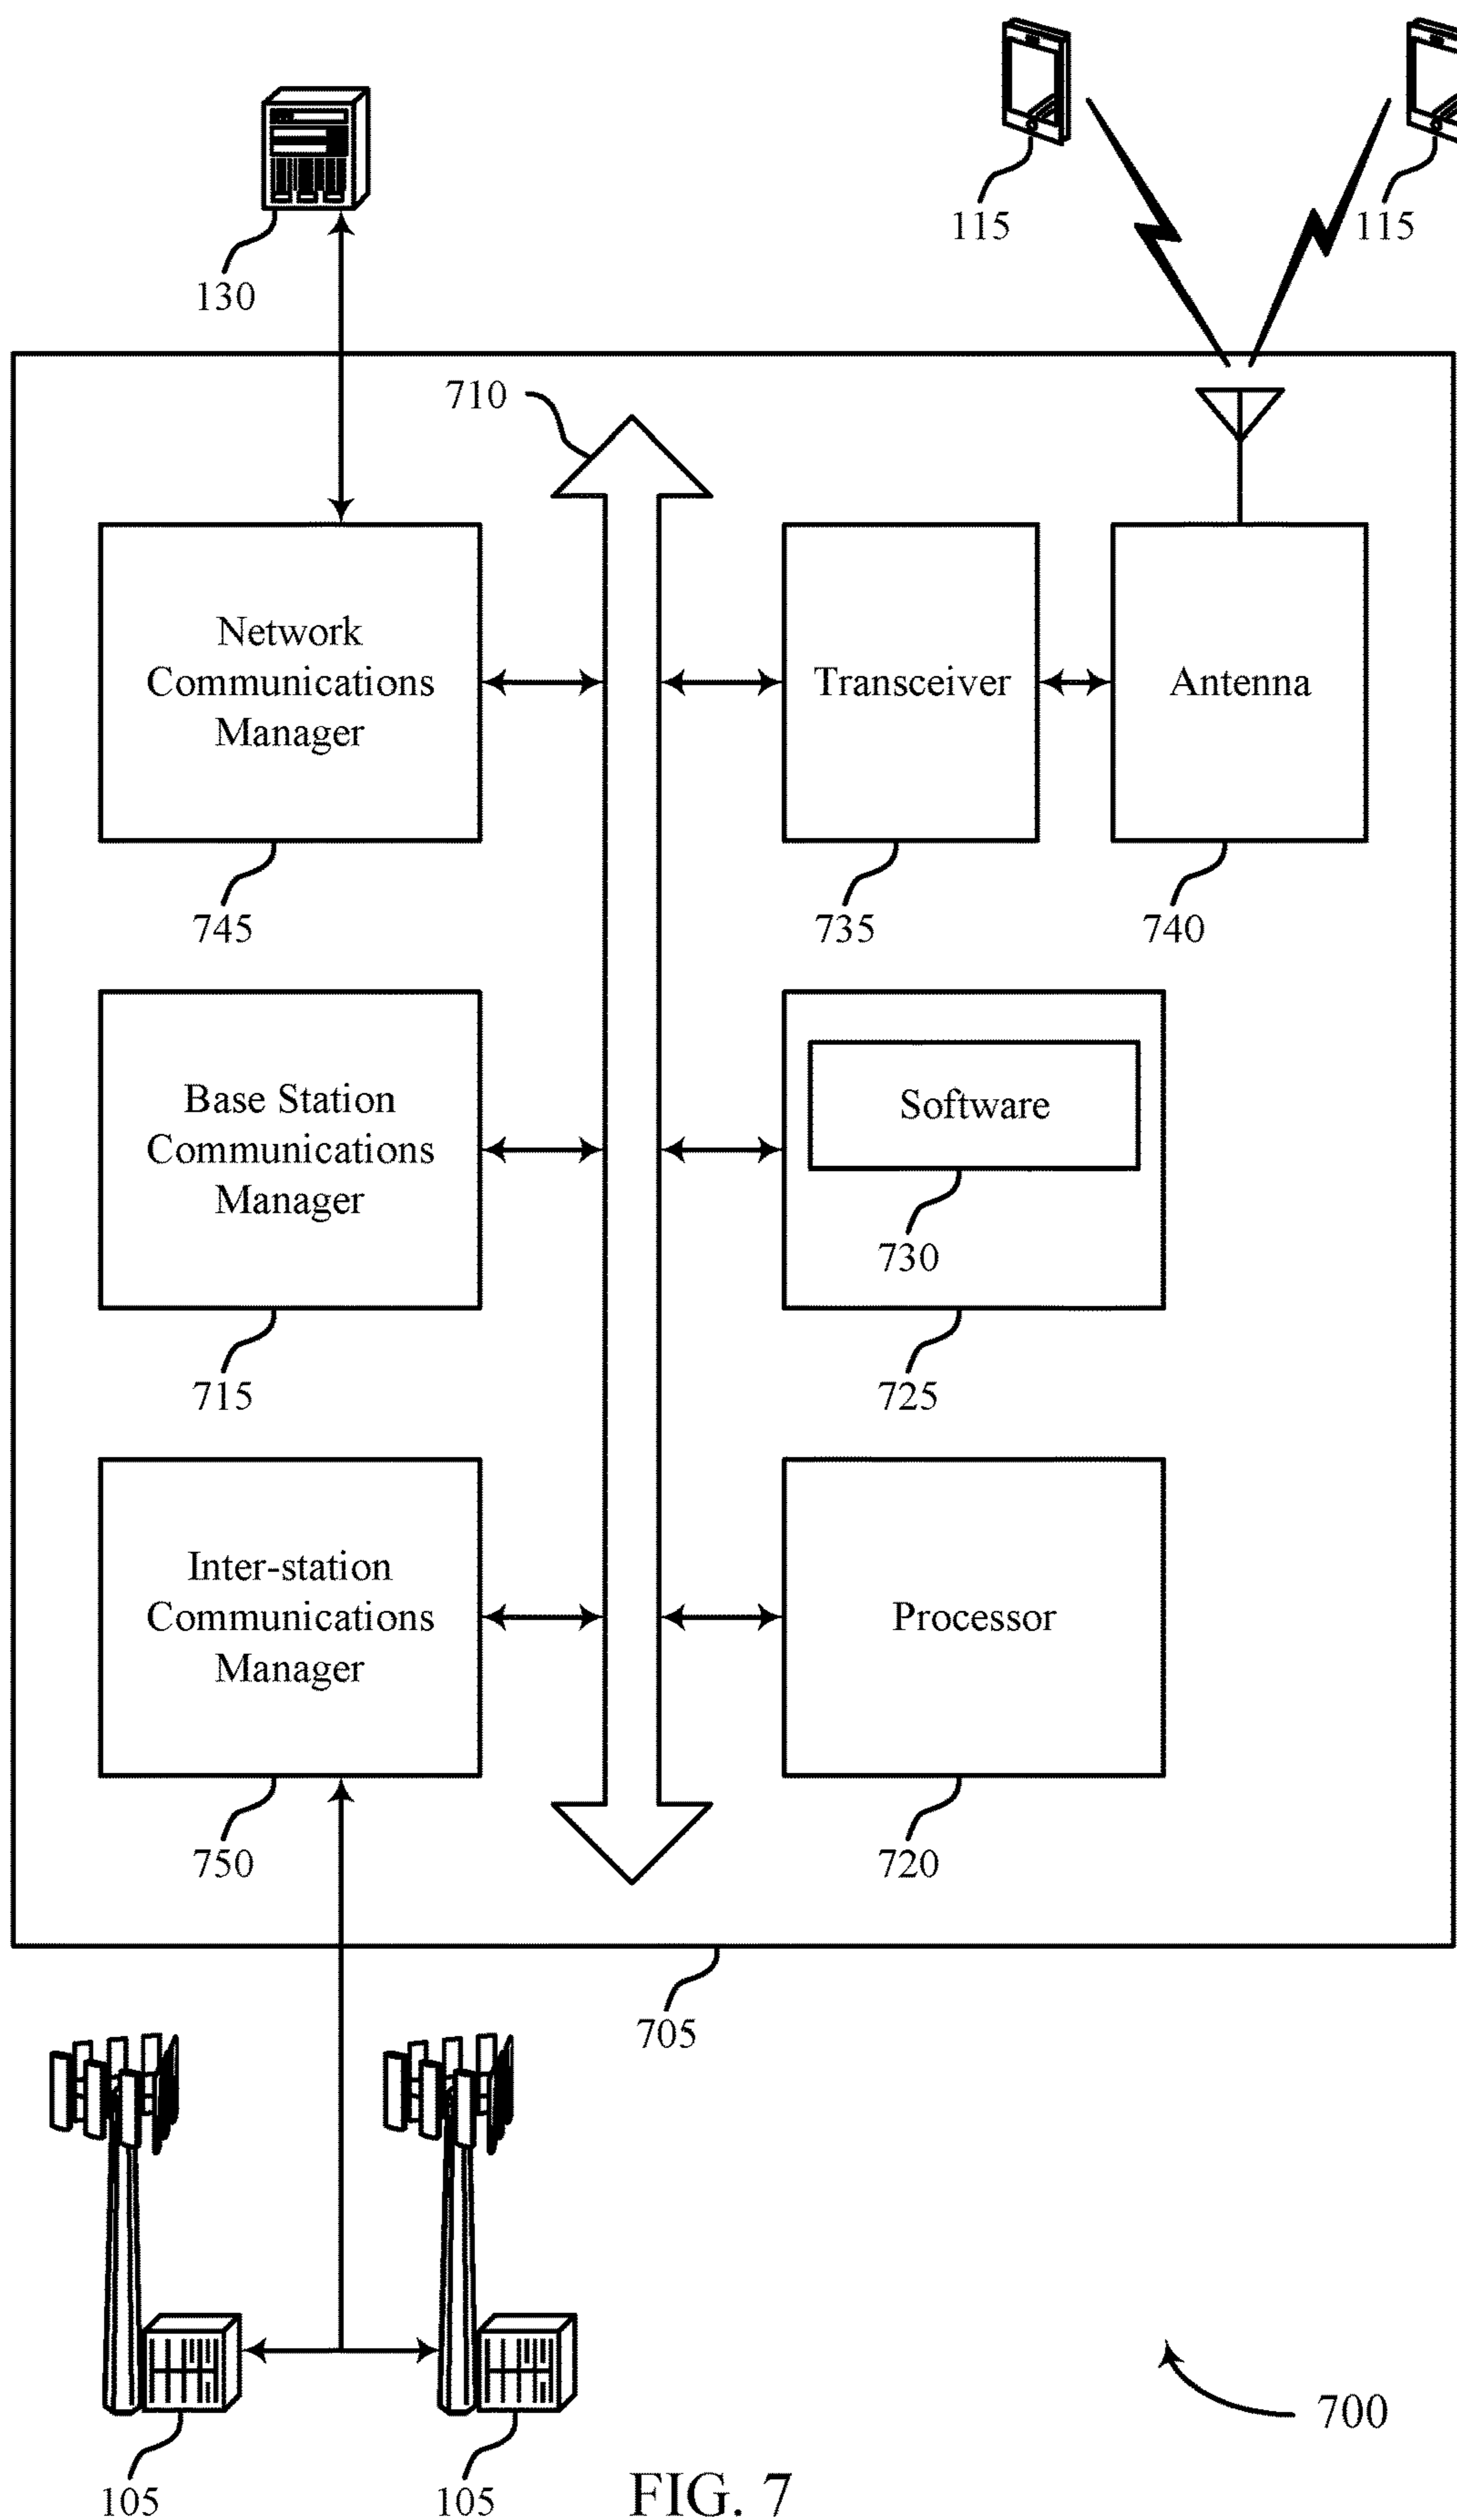 115
115
130
710
Network
Communications
Manager
Transceiver
Antenna
745
735
740
Base Station
Communications
Manager
Software
730
715
725
Inter-station
Communications
Manager
Processor
750
720
705
700
105
105
FIG. 7